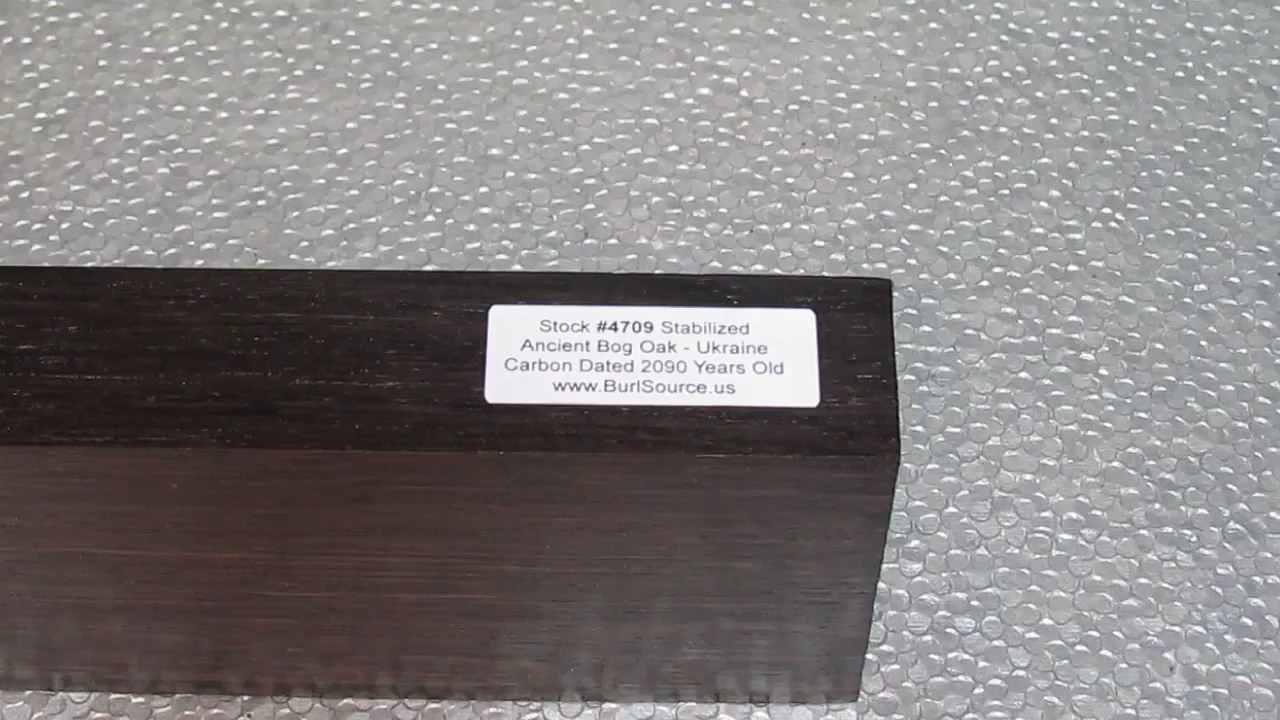 Stock #4709 Stabilized
Ancient Bog Oak - Ukraine
Carbon Dated 2090 Years Old
www.BurlSource.us